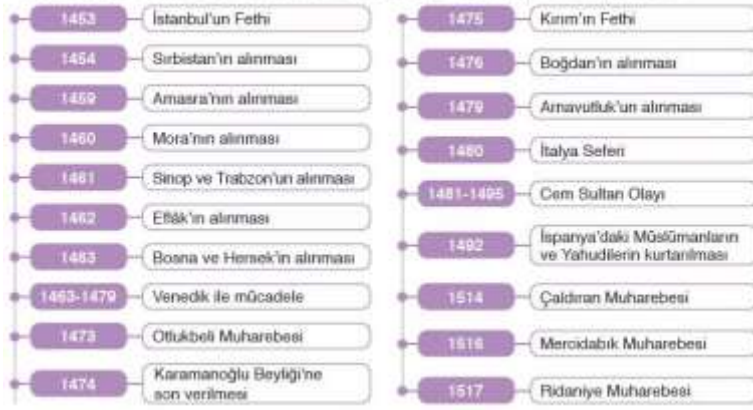 1453 İstanbul'un Fethi
1454 Sırbistan'ın alınması
1459 Amasra'nın alınması
1460 Mora'nın alınması
1461 Sinop ve Trabzon'un alınması
1462 Eflâk'ın alınması
1463 Bosna ve Hersek'in alınması
1463-1479 Venedik ile mücadele
1473 Otlukbeli Muharebesi
1474 Karamanoğlu Beyliği'ne
son verilmesi
1475 Kırım'ın Fethi
1476 Boğdan'ın alınması
1479 Arnavutluk'un alınması
1480 İtalya Seferi
1481-1495 Cem Sultan Olayı
1492 İspanya'daki Müslümanların
ve Yahudilerin kurtarılması
1514 Çaldıran Muharebesi
1516 Mercidabık Muharebesi
1517 Ridaniye Muharebesi